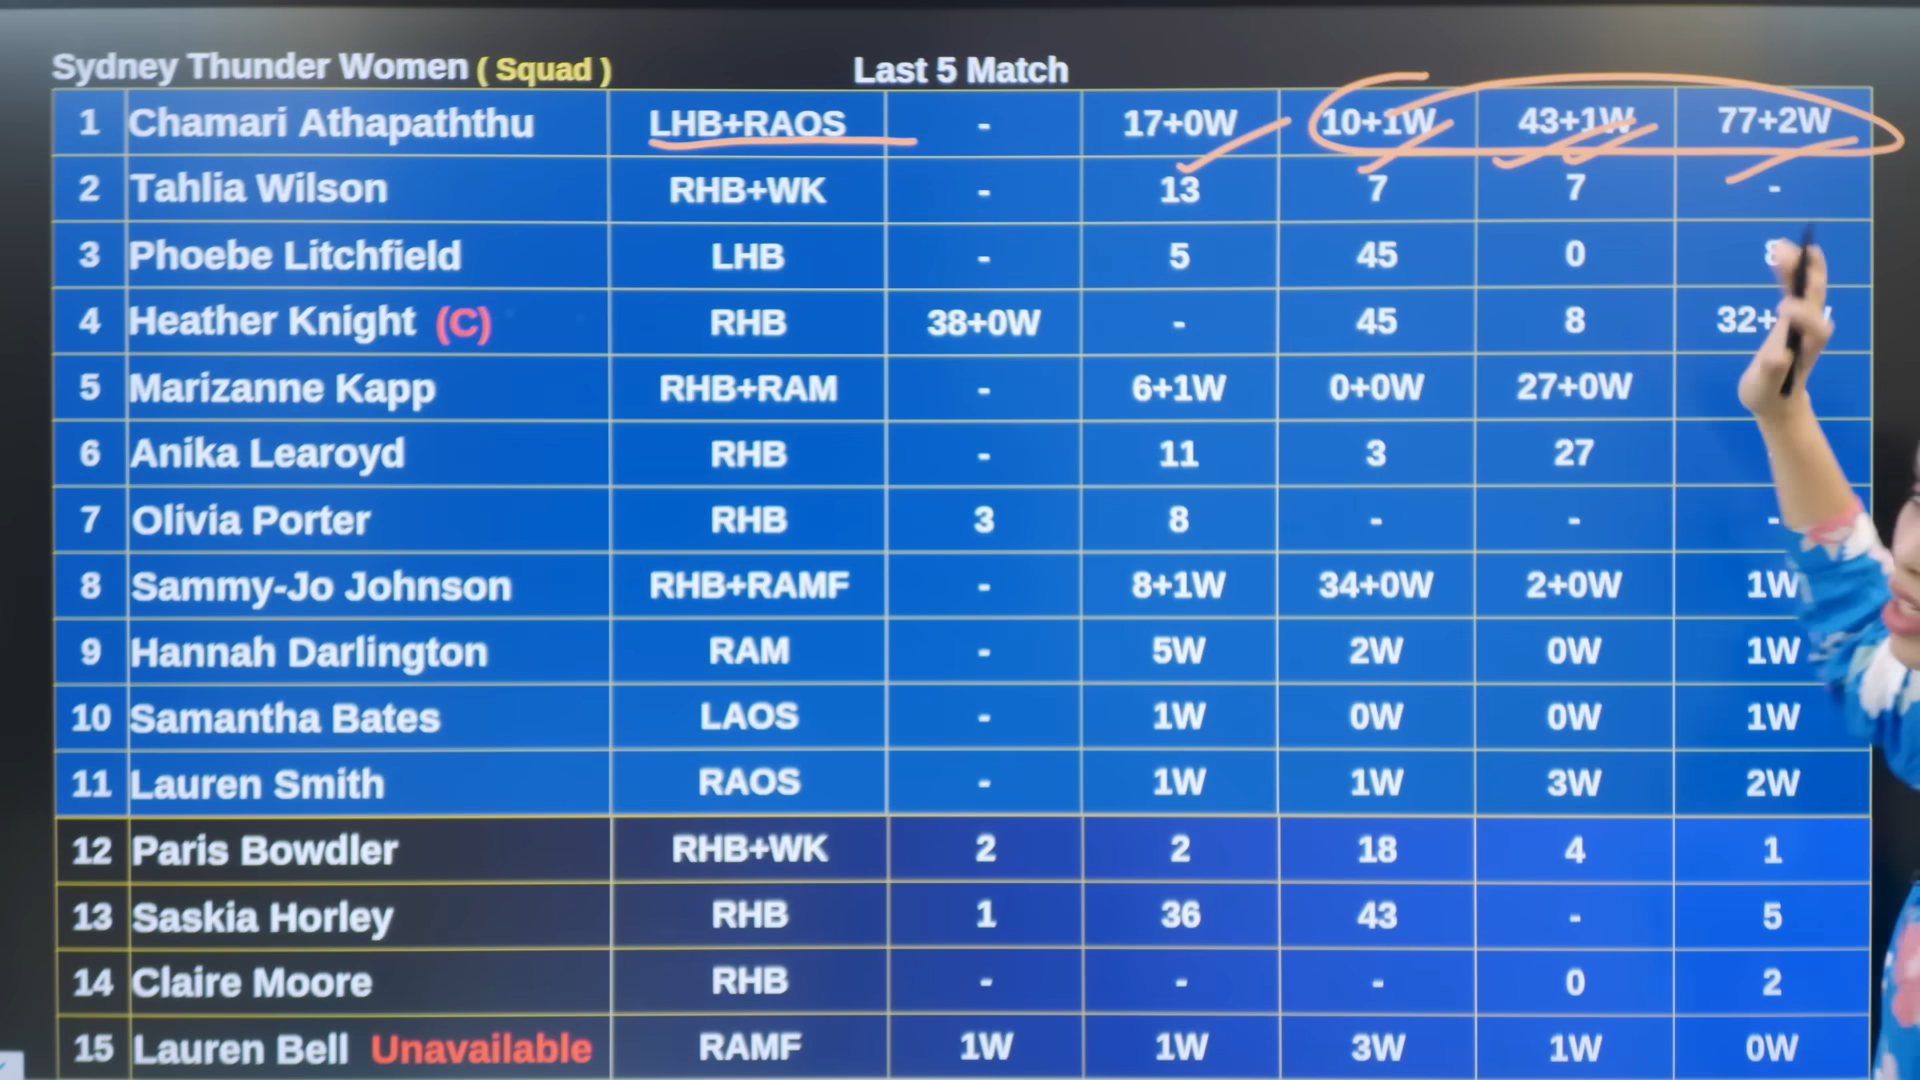 Sydney Thunder Women ( Squad ) Last 5 Match
1 Chamari Athapaththu LHB+RAOS - 17+0W 10+1W 43+1W 77+2W
2 Tahlia Wilson RHB+WK - 13 7 7 -
3 Phoebe Litchfield LHB - 5 45 0
4 Heather Knight (C) RHB 38+0W - 45 8
5 Marizanne Kapp RHB+RAM - 6+1W 0+0W 27+0W
6 Anika Learoyd RHB - 11 3 27
7 Olivia Porter RHB 3 8 - - -
8 Sammy-Jo Johnson RHB+RAMF - 8+1W 34+0W 2+0W 1W
9 Hannah Darlington RAM - 5W 2W 0W 1W
10 Samantha Bates LAOS - 1W 0W 0W 1W
11 Lauren Smith RAOS - 1W 1W 3W 2W
12 Paris Bowdler RHB+WK 2 2 18 4 1
13 Saskia Horley RHB 1 36 43 - 5
14 Claire Moore RHB - - - 0 2
15 Lauren Bell Unavailable RAMF 1W 1W 3W 1W 0W